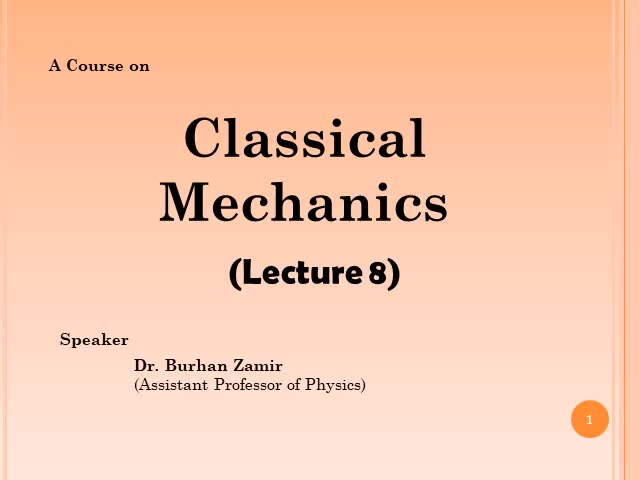 A Course on
Classical
Mechanics
(Lecture 8)
Speaker
Dr. Burhan Zamir
(Assistant Professor of Physics)
1